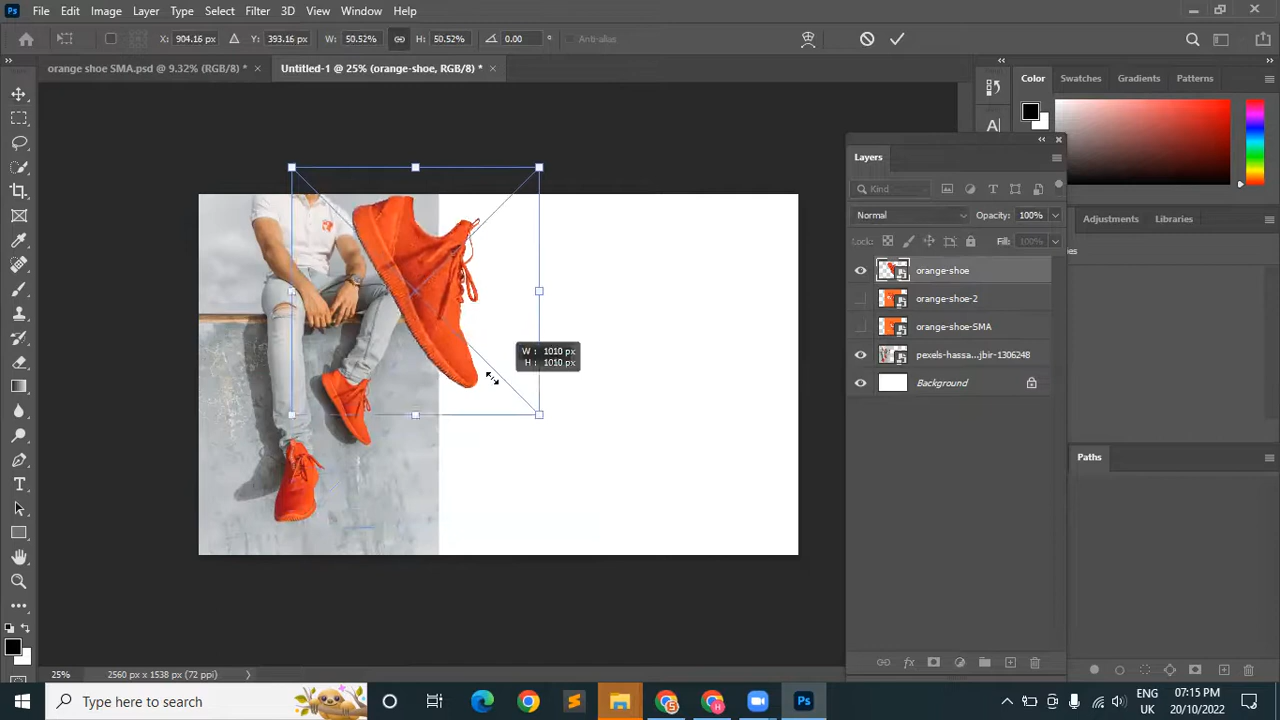 Ps File Edit Image Layer Type Select Filter 3D View Window Help
X: 904.16 px Y: 393.16 px W: 50.52% H: 50.52% 0.00 ° Anti-alias
orange shoe SMA.psd @ 9.32% (RGB/8) * × Untitled-1 @ 25% (orange-shoe, RGB/8) * ×
Color Swatches Gradients Patterns
A
Layers
Kind
Normal Opacity: 100%
Adjustments Libraries
Lock: Fill: 100%
orange-shoe
orange-shoe-2
orange-shoe-SMA
pexels-hassa...jbir-1306248
Background
W : 1010 px
H : 1010 px
Paths
25% 2560 px x 1538 px (72 ppi)
Type here to search
Ps
ENG
UK
07:15 PM
20/10/2022